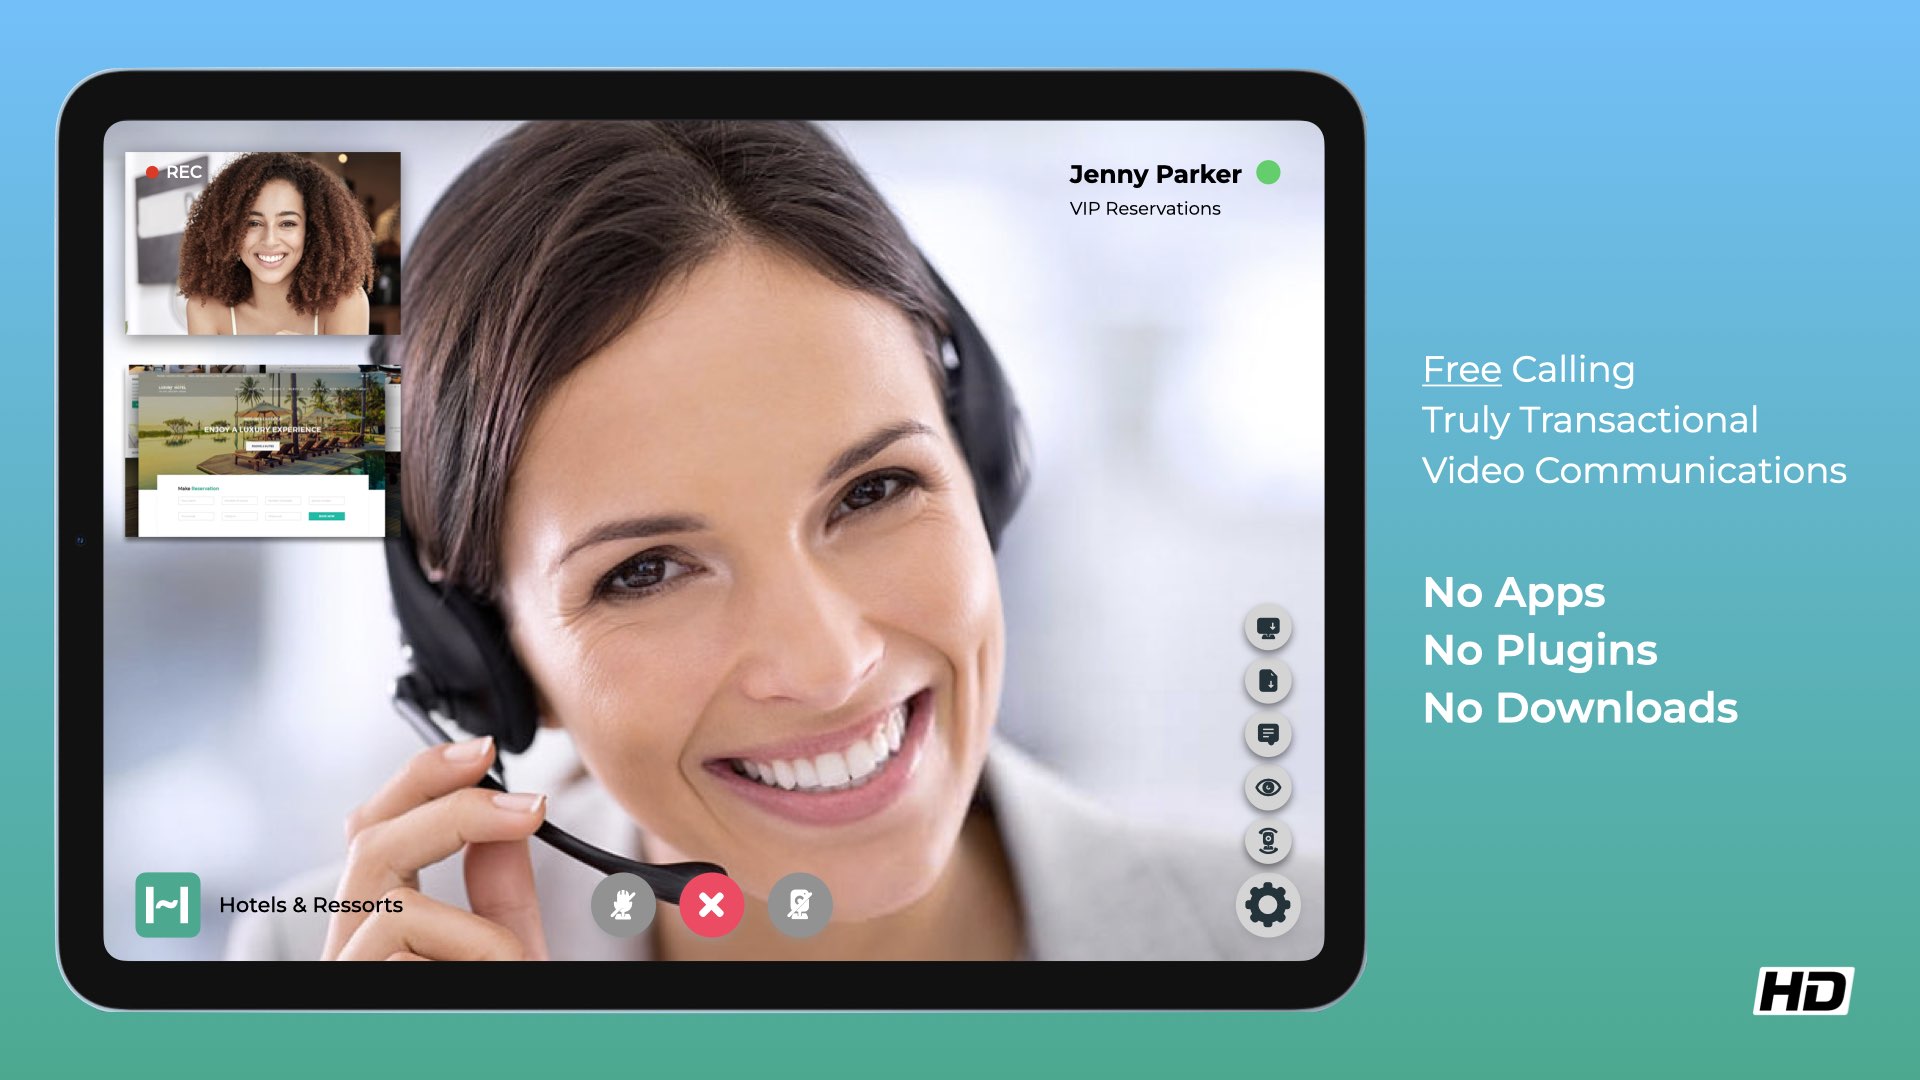 REC
Jenny Parker
VIP Reservations
ENJOY A LUXURY EXPERIENCE
Make Reservation
Hotels & Ressorts
Free Calling
Truly Transactional
Video Communications
No Apps
No Plugins
No Downloads
HD